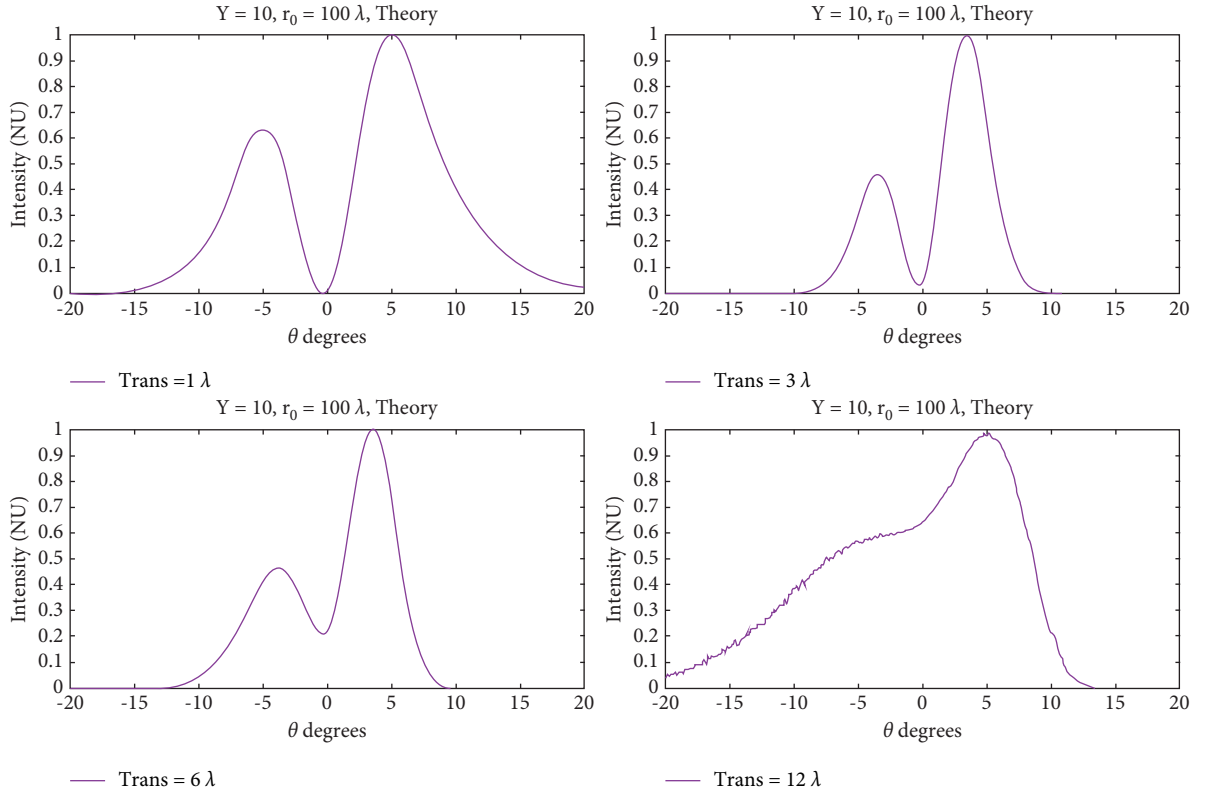 Y = 10, r0 = 100 λ, Theory
1
0.9
0.8
0.7
0.6
0.5
0.4
0.3
0.2
0.1
0
Intensity (NU)
-20 -15 -10 -5 0 5 10 15 20
θ degrees
Trans =1 λ
Y = 10, r0 = 100 λ, Theory
1
0.9
0.8
0.7
0.6
0.5
0.4
0.3
0.2
0.1
0
Intensity (NU)
-20 -15 -10 -5 0 5 10 15 20
θ degrees
Trans = 3 λ
Y = 10, r0 = 100 λ, Theory
1
0.9
0.8
0.7
0.6
0.5
0.4
0.3
0.2
0.1
0
Intensity (NU)
-20 -15 -10 -5 0 5 10 15 20
θ degrees
Trans = 6 λ
Y = 10, r0 = 100 λ, Theory
1
0.9
0.8
0.7
0.6
0.5
0.4
0.3
0.2
0.1
0
Intensity (NU)
-20 -15 -10 -5 0 5 10 15 20
θ degrees
Trans = 12 λ